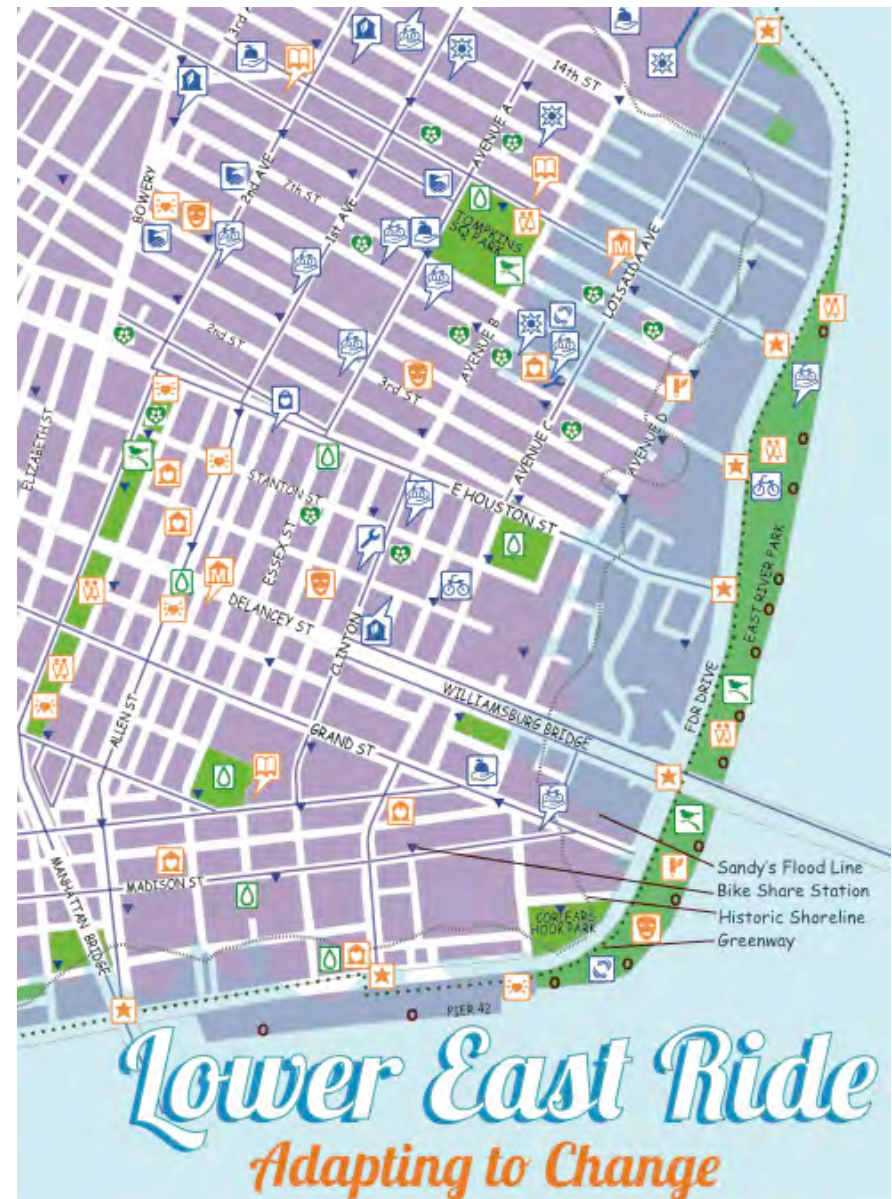 3rd A
14th ST
AVENUE A
BOWERY
2nd AVE
7th ST
1st AVE
TOMPKINS
SQ PARK
LOISAIDA AVE
2nd ST
AVENUE B
3rd ST
ELIZABETH ST
AVENUE C
AVENUE D
STANTON ST
E HOUSTON ST
ESSEX ST
EAST RIVER PARK
DELANCEY ST
CLINTON
WILLIAMSBURG BRIDGE
FDR DRIVE
ALLEN ST
GRAND ST
MANHATTAN BRIDGE
MADISON ST
Sandy's Flood Line
Bike Share Station
Historic Shoreline
Greenway
CORLEARS
HOOK PARK
PIER 42
Lower East Ride
Adapting to Change